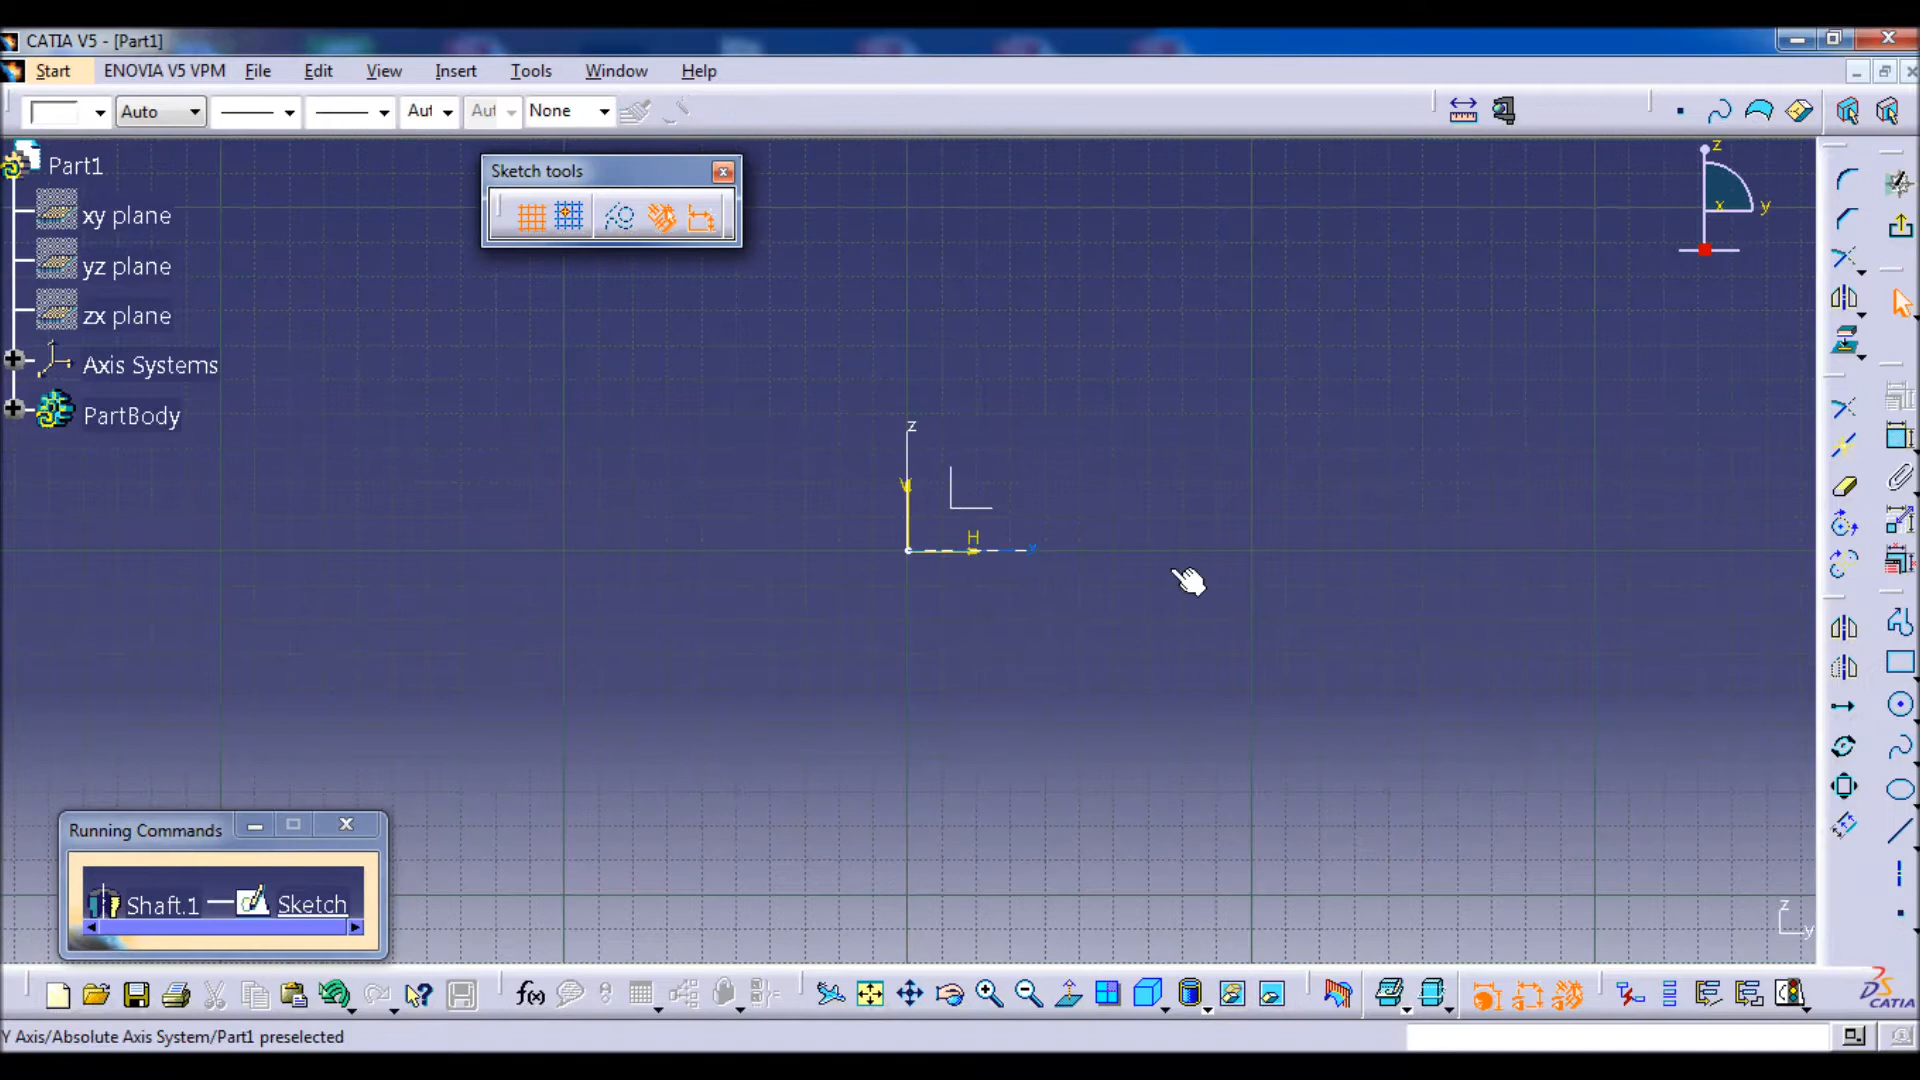 CATIA V5 - [Part1]
Start ENOVIA V5 VPM File Edit View Insert Tools Window Help
Auto Aut Aut None
Sketch tools
Part1
xy plane
yz plane
zx plane
Axis Systems
PartBody
z
x y
z
V
H
y
Running Commands
Shaft.1 Sketch
z
y
f(x)
CATIA
Y Axis/Absolute Axis System/Part1 preselected